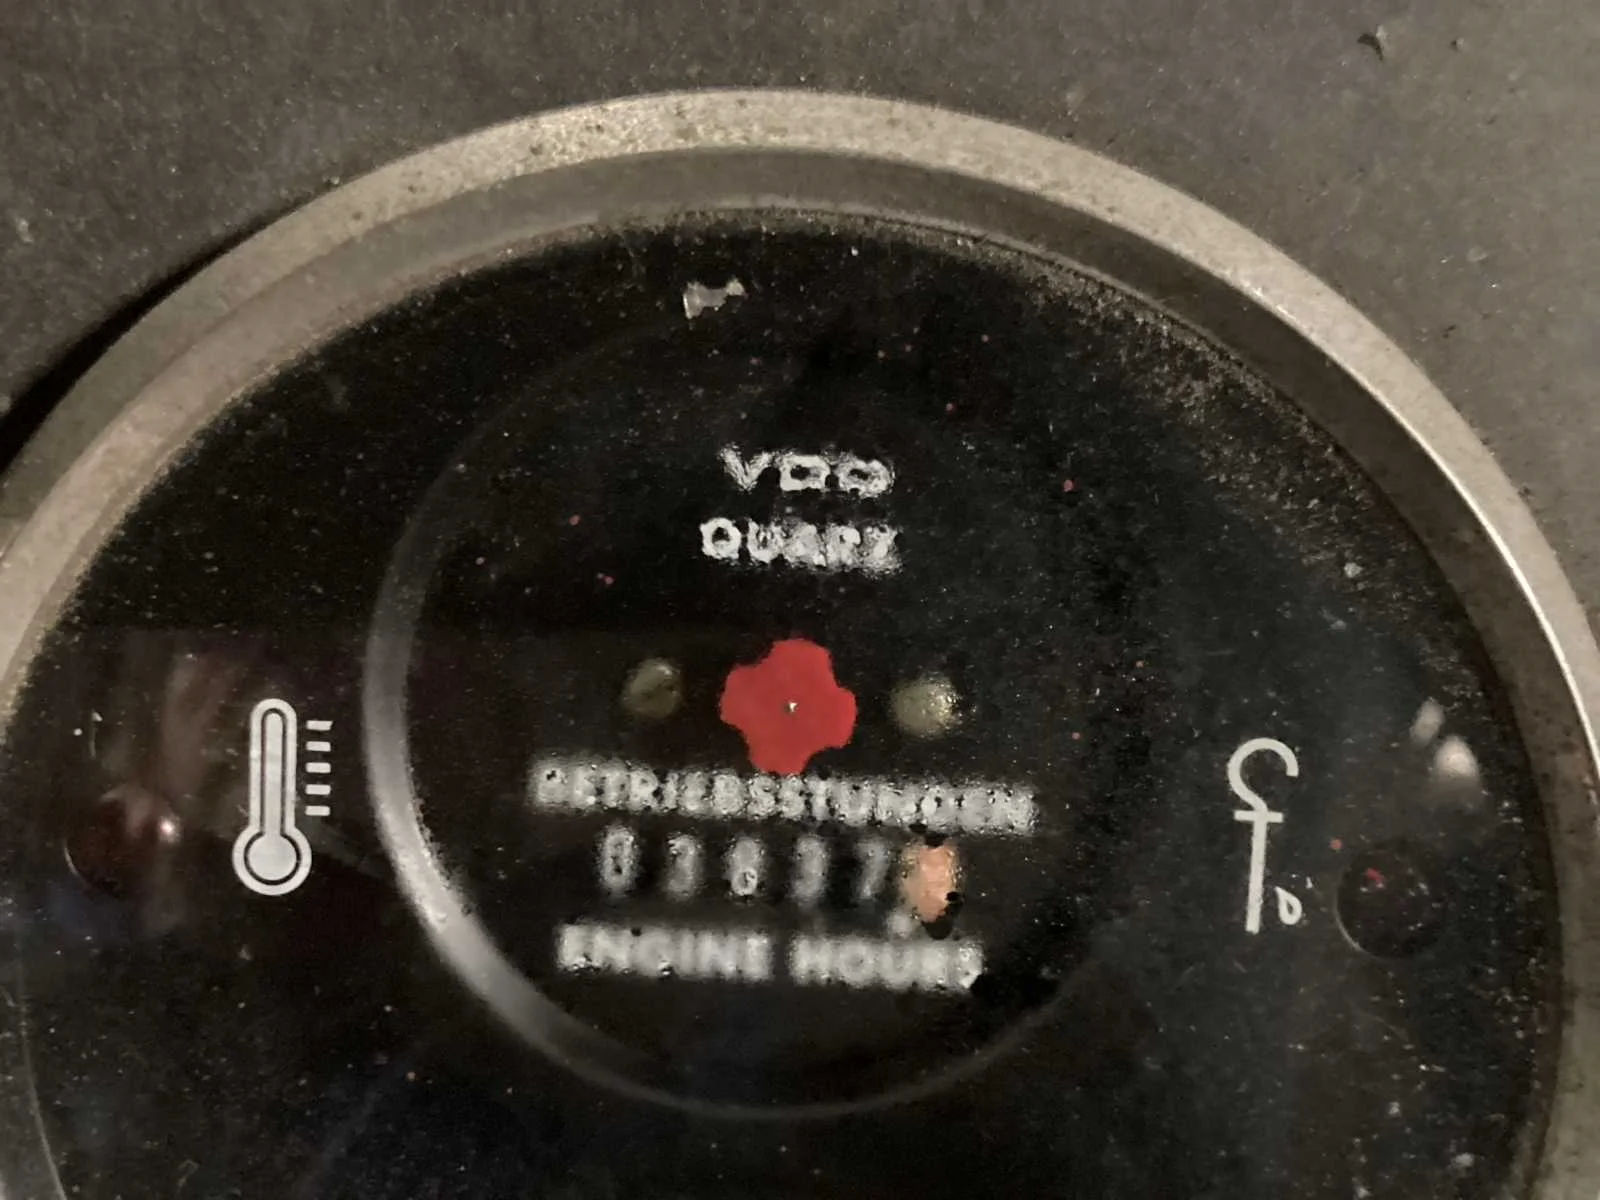 VDO
QUARZ
BETRIEBSSTUNDEN
ENGINE HOURS